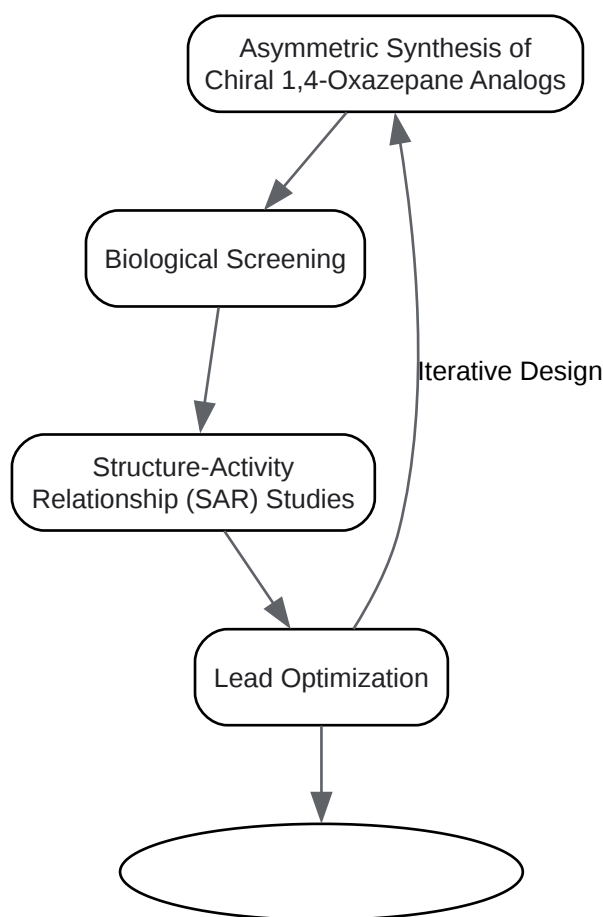 Asymmetric Synthesis of
Chiral 1,4-Oxazepane Analogs
Biological Screening
Iterative Design
Structure-Activity
Relationship (SAR) Studies
Lead Optimization